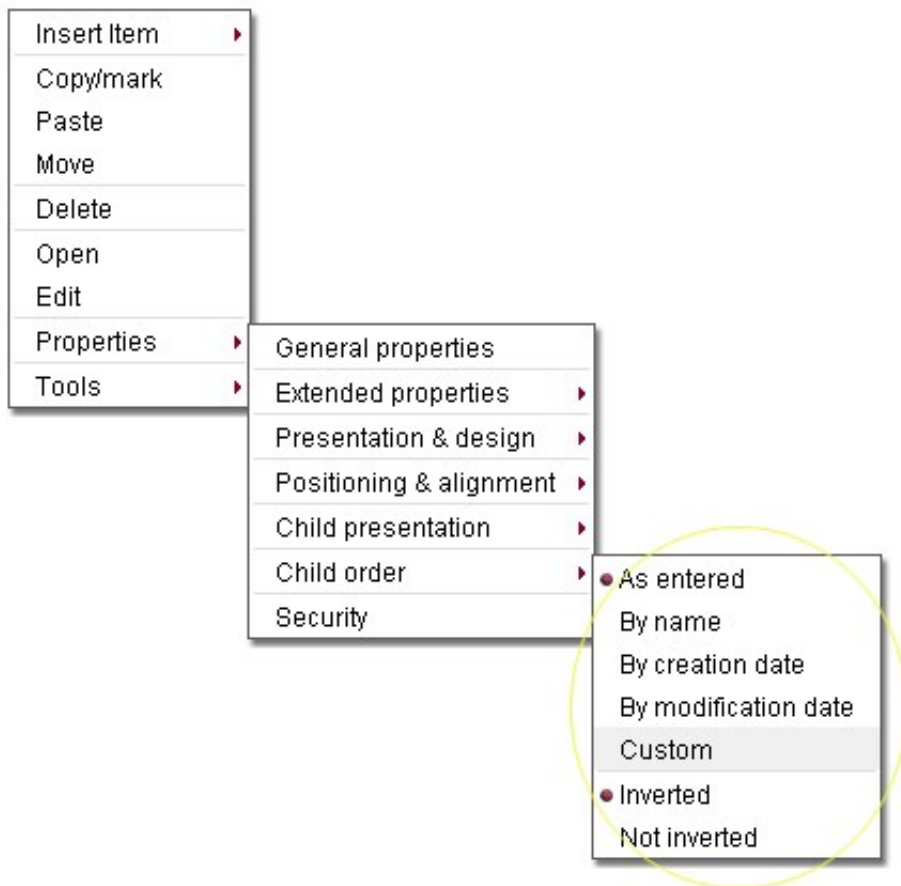 Insert Item
Copy/mark
Paste
Move
Delete
Open
Edit
Properties
Tools
General properties
Extended properties
Presentation & design
Positioning & alignment
Child presentation
Child order
Security
As entered
By name
By creation date
By modification date
Custom
Inverted
Not inverted